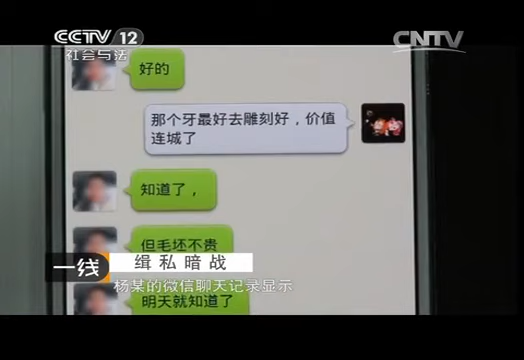 CCTV 12
社会与法
CNTV
好的
那个牙最好去雕刻好，价值
连城了
知道了，
但毛坯不贵
一线
缉私暗战
杨某的微信聊天记录显示
明天就知道了